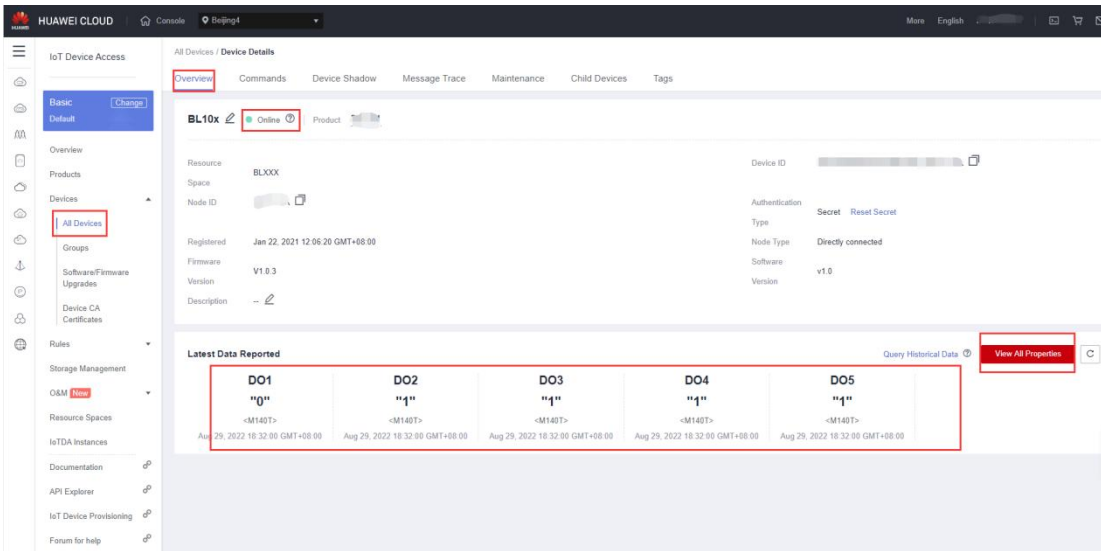 HUAWEI HUAWEI CLOUD Console Beijing4 More English
IoT Device Access
Basic Change
Default
Overview
Products
Devices
All Devices
Groups
Software/Firmware
Upgrades
Device CA
Certificates
Rules
Storage Management
O&M New
Resource Spaces
IoTDA Instances
Documentation
API Explorer
IoT Device Provisioning
Forum for help
All Devices / Device Details
Overview Commands Device Shadow Message Trace Maintenance Child Devices Tags
BL10x Online Product
Resource
Space
BLXXX
Device ID
Node ID
Authentication
Type
Secret Reset Secret
Registered Jan 22, 2021 12:06:20 GMT+08:00
Node Type Directly connected
Firmware
Version
V1.0.3
Software
Version
v1.0
Description --
Latest Data Reported Query Historical Data View All Properties
DO1 DO2 DO3 DO4 DO5
"0" "1" "1" "1" "1"
<M140T> <M140T> <M140T> <M140T> <M140T>
Aug 29, 2022 18:32:00 GMT+08:00 Aug 29, 2022 18:32:00 GMT+08:00 Aug 29, 2022 18:32:00 GMT+08:00 Aug 29, 2022 18:32:00 GMT+08:00 Aug 29, 2022 18:32:00 GMT+08:00